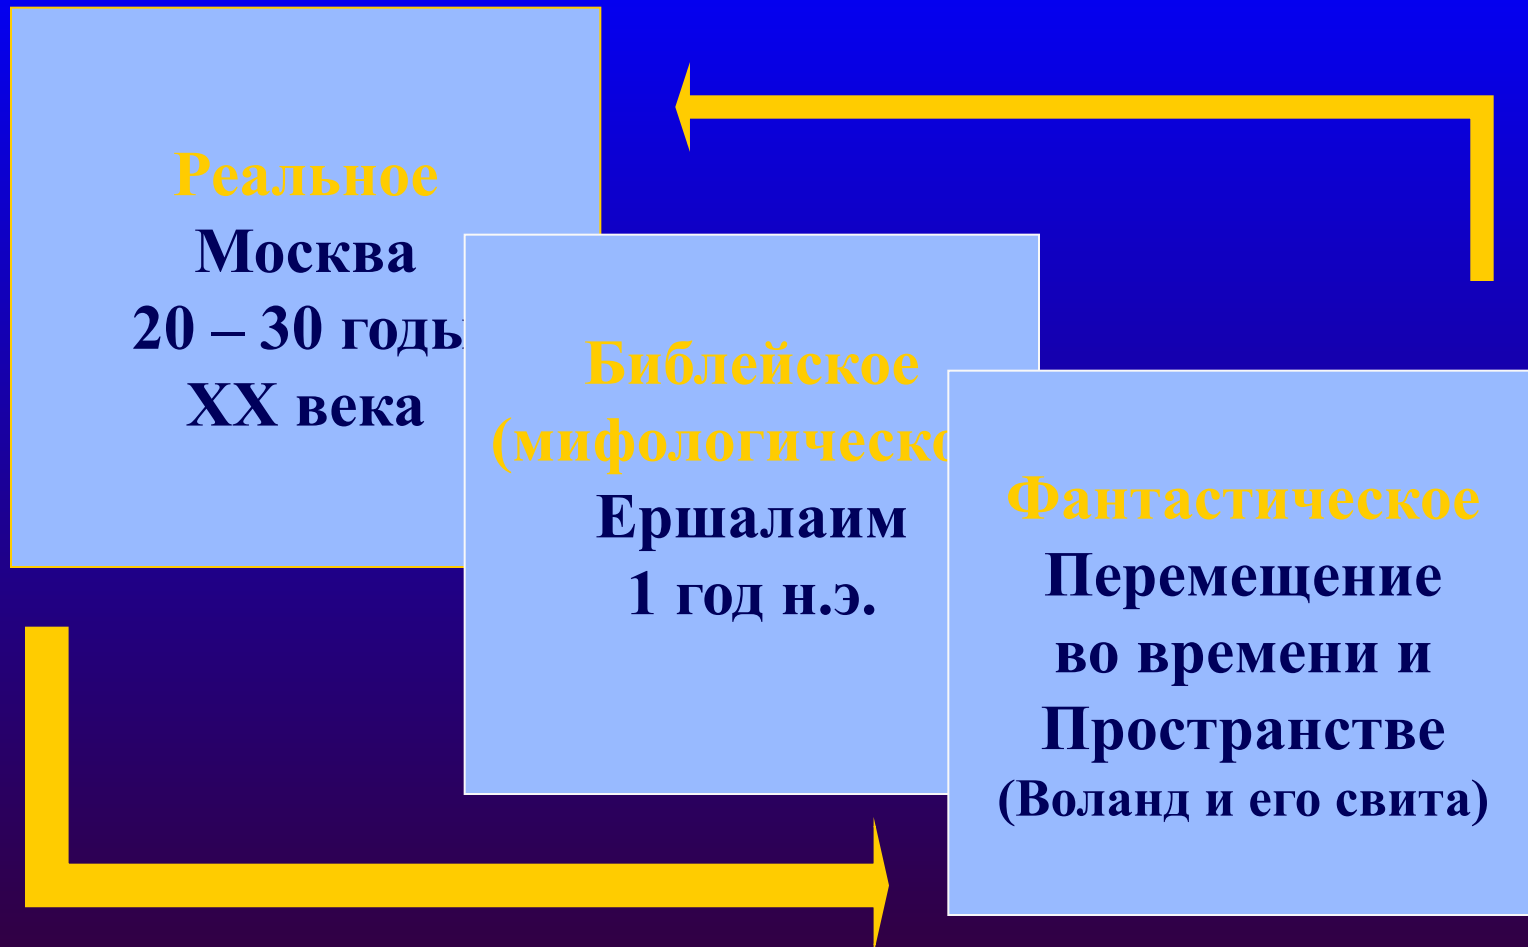 Реальное
Москва
20 – 30 годы
XX века
Библейское
(мифологическо
Ершалаим
1 год н.э.
Фантастическое
Перемещение
во времени и
Пространстве
(Воланд и его свита)